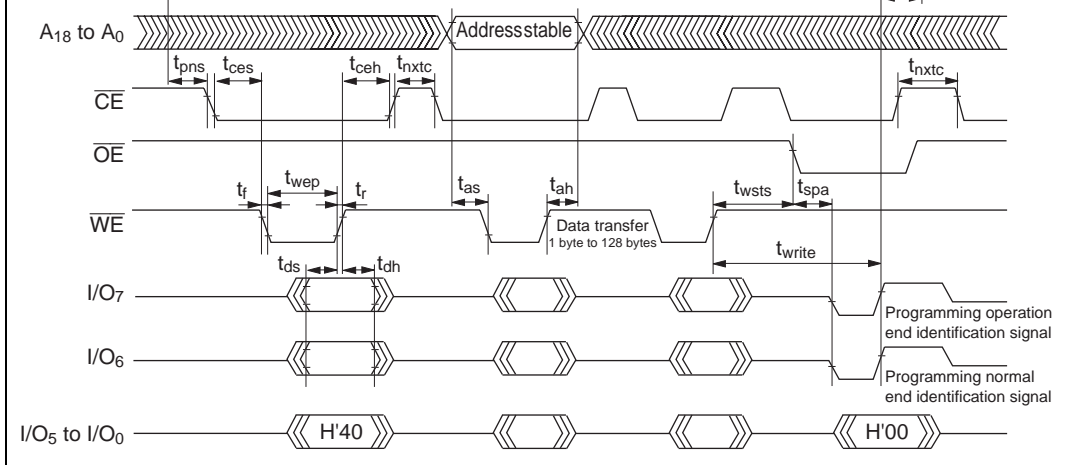 A18 to A0
Addressstable
tpns
tces
tceh
tnxtc
tnxtc
CE
OE
tf
twep
tr
tas
tah
twsts
tspa
WE
Data transfer
1 byte to 128 bytes
twrite
tds
tdh
I/O7
Programming operation
end identification signal
I/O6
Programming normal
end identification signal
I/O5 to I/O0
H'40
H'00